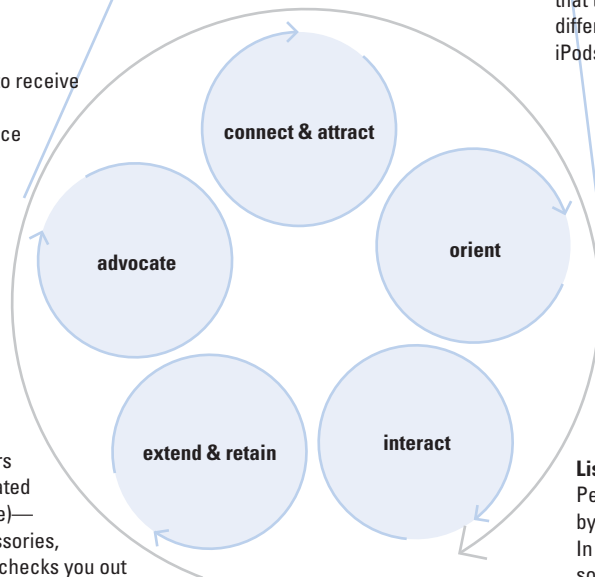 that
differ
iPods
o receive
ce
connect & attract
orient
advocate
interact
extend & retain
rs
ted
e)—
ssories,
checks you out
Lis
Pe
by
In
so